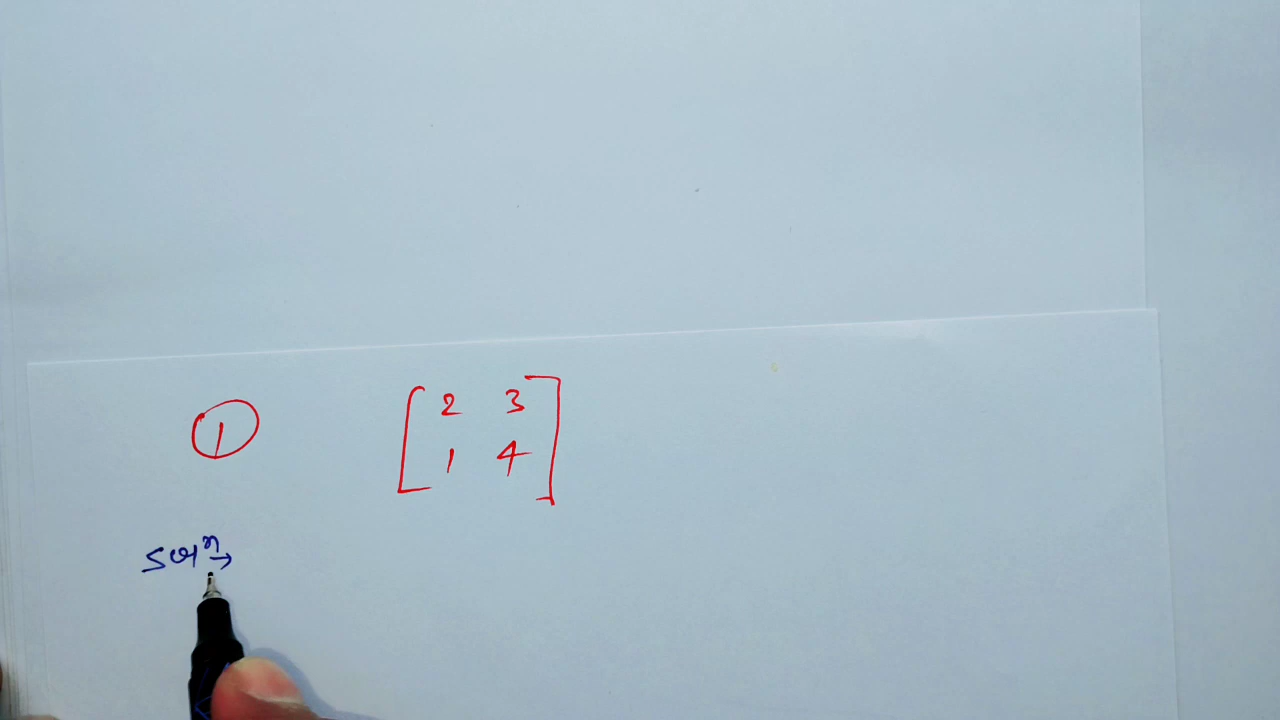 ① [2 3
1 4]
solⁿ→